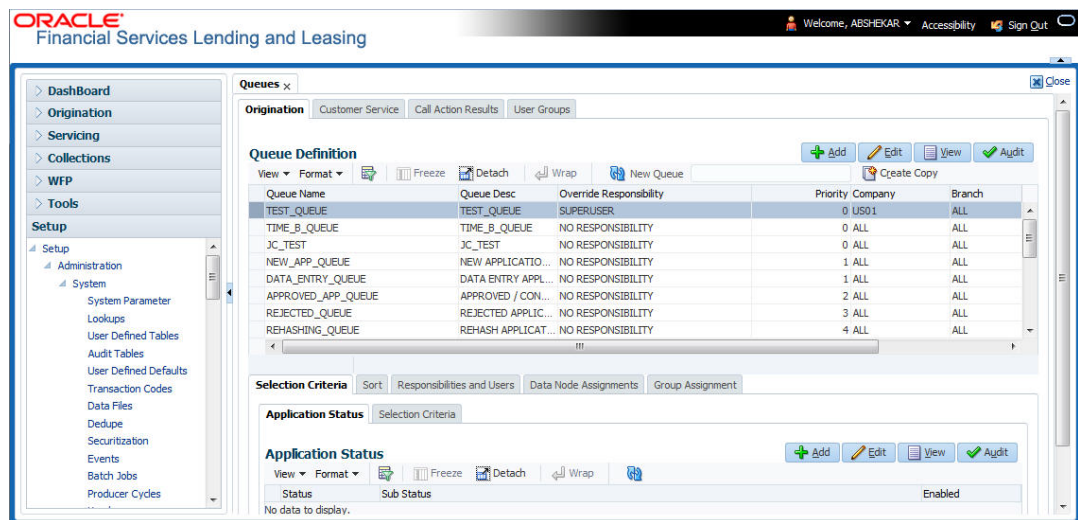 ORACLE
Financial Services Lending and Leasing
Welcome, ABSHEKAR Accessibility Sign Out
Close
DashBoard
Origination
Servicing
Collections
WFP
Tools
Setup
Setup
Administration
System
System Parameter
Lookups
User Defined Tables
Audit Tables
User Defined Defaults
Transaction Codes
Data Files
Dedupe
Securitization
Events
Batch Jobs
Producer Cycles
Queues
Origination Customer Service Call Action Results User Groups
Queue Definition
Add Edit View Audit
View Format Freeze Detach Wrap New Queue Create Copy
Queue Name Queue Desc Override Responsibility Priority Company Branch
TEST_QUEUE TEST_QUEUE SUPERUSER 0 US01 ALL
TIME_B_QUEUE TIME_B_QUEUE NO RESPONSIBILITY 0 ALL ALL
JC_TEST JC_TEST NO RESPONSIBILITY 0 ALL ALL
NEW_APP_QUEUE NEW APPLICATIO... NO RESPONSIBILITY 1 ALL ALL
DATA_ENTRY_QUEUE DATA ENTRY APPL... NO RESPONSIBILITY 1 ALL ALL
APPROVED_APP_QUEUE APPROVED / CON... NO RESPONSIBILITY 2 ALL ALL
REJECTED_QUEUE REJECTED APPLIC... NO RESPONSIBILITY 3 ALL ALL
REHASHING_QUEUE REHASH APPLICAT... NO RESPONSIBILITY 4 ALL ALL
Selection Criteria Sort Responsibilities and Users Data Node Assignments Group Assignment
Application Status Selection Criteria
Application Status
Add Edit View Audit
View Format Freeze Detach Wrap
Status Sub Status Enabled
No data to display.